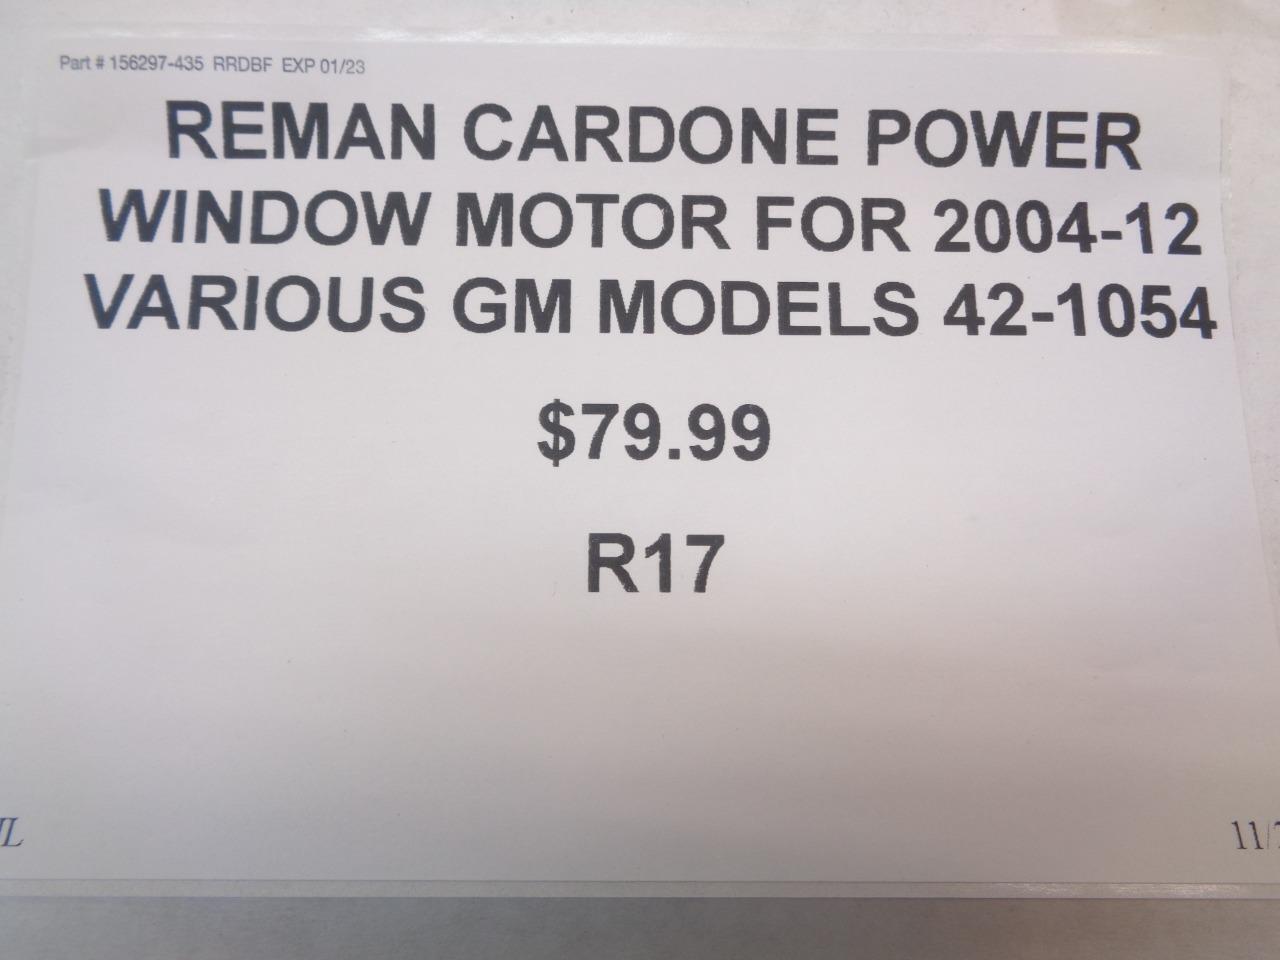 Part # 156297-435 RRDBF EXP 01/23
REMAN CARDONE POWER
WINDOW MOTOR FOR 2004-12
VARIOUS GM MODELS 42-1054
$79.99
R17
11/